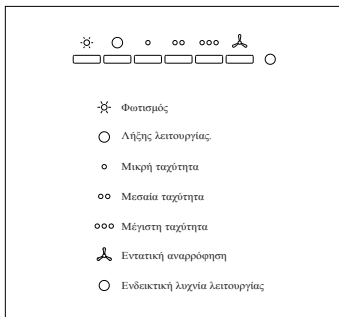 Φωτισμός
Λήξης λειτουργίας.
Μικρή ταχύτητα
Μεσαία ταχύτητα
Μέγιστη ταχύτητα
Εντατική αναρρόφηση
Ενδεικτική λυχνία λειτουργίας